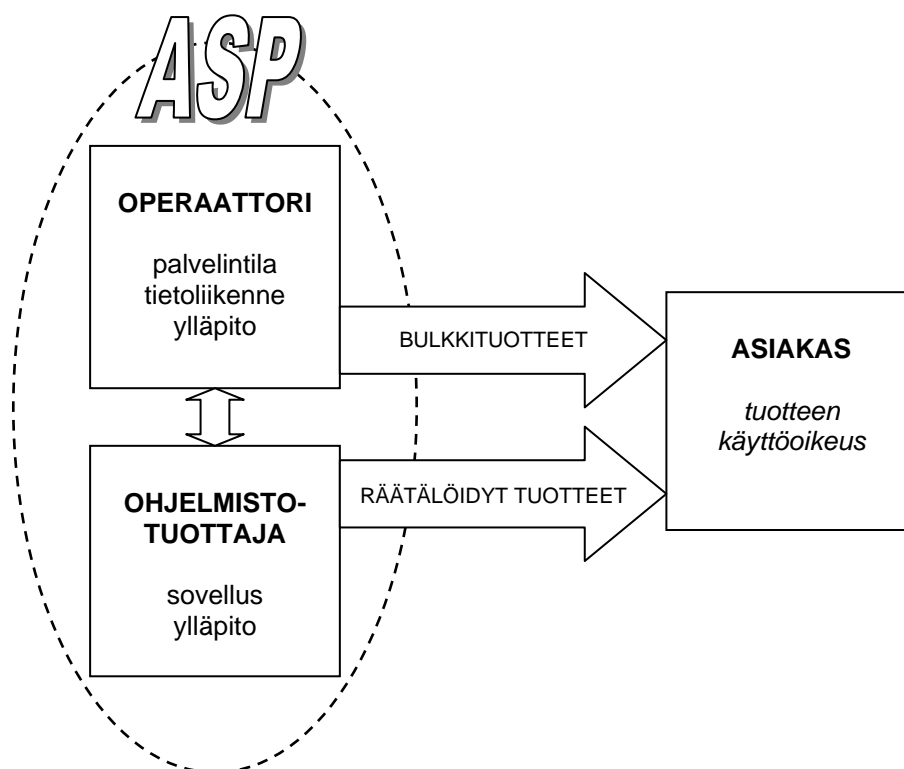 ASP
OPERAATTORI
palvelintila
tietoliikenne
ylläpito
BULKKITUOTTEET
ASIAKAS
tuotteen
käyttöoikeus
OHJELMISTO-
TUOTTAJA
sovellus
ylläpito
RÄÄTÄLÖIDYT TUOTTEET